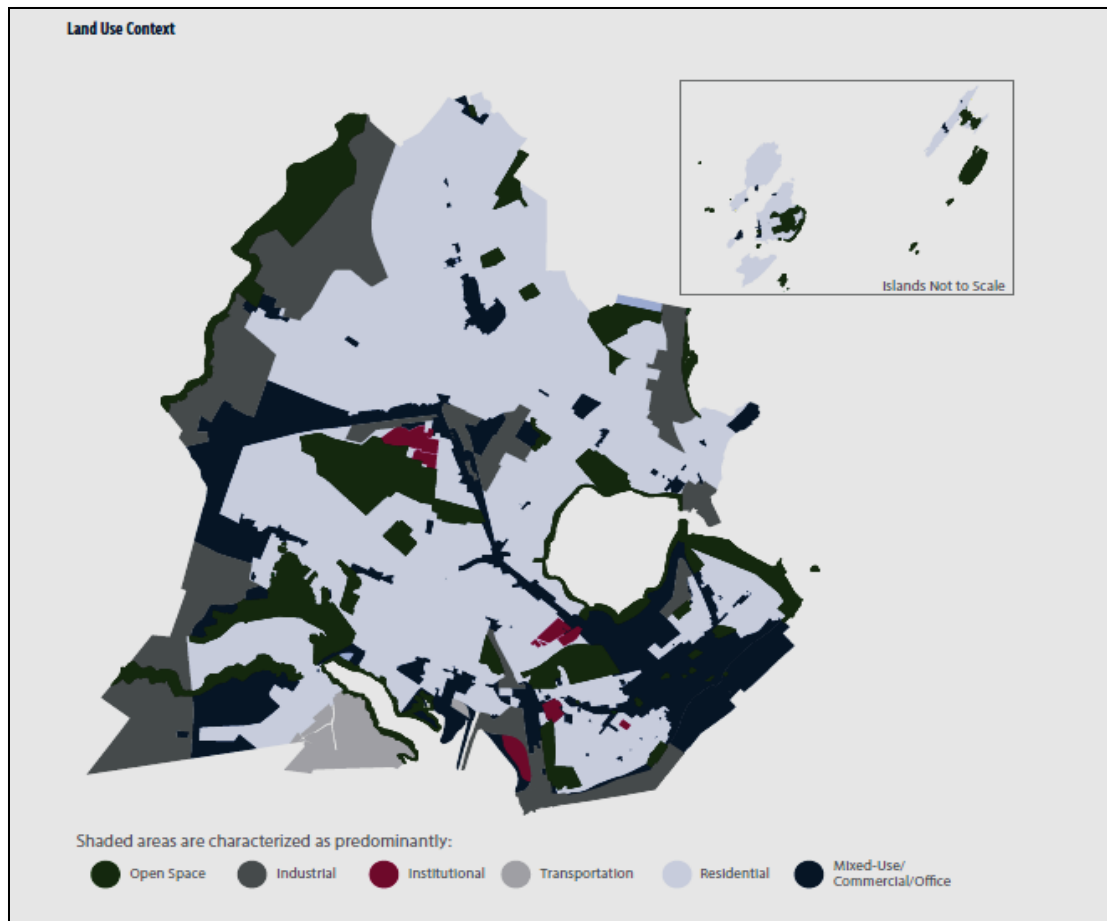 Land Use Context
Islands Not to Scale
Shaded areas are characterized as predominantly:
Open Space
Industrial
Institutional
Transportation
Residential
Mixed-Use/
Commercial/Office